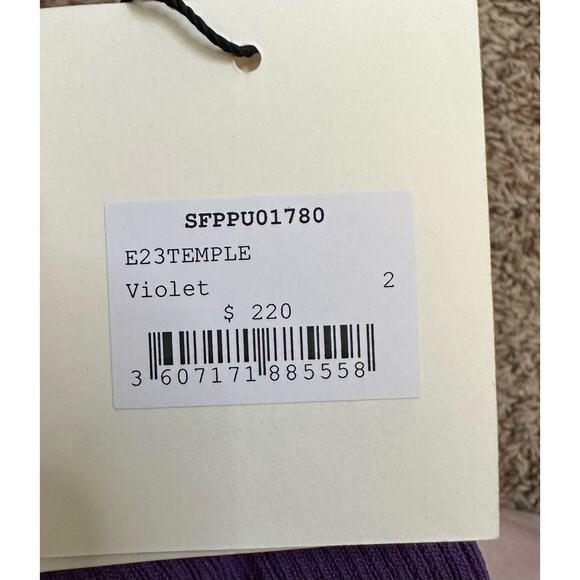 SFPPU01780
E23TEMPLE
Violet 2
$ 220
3 607171 885558